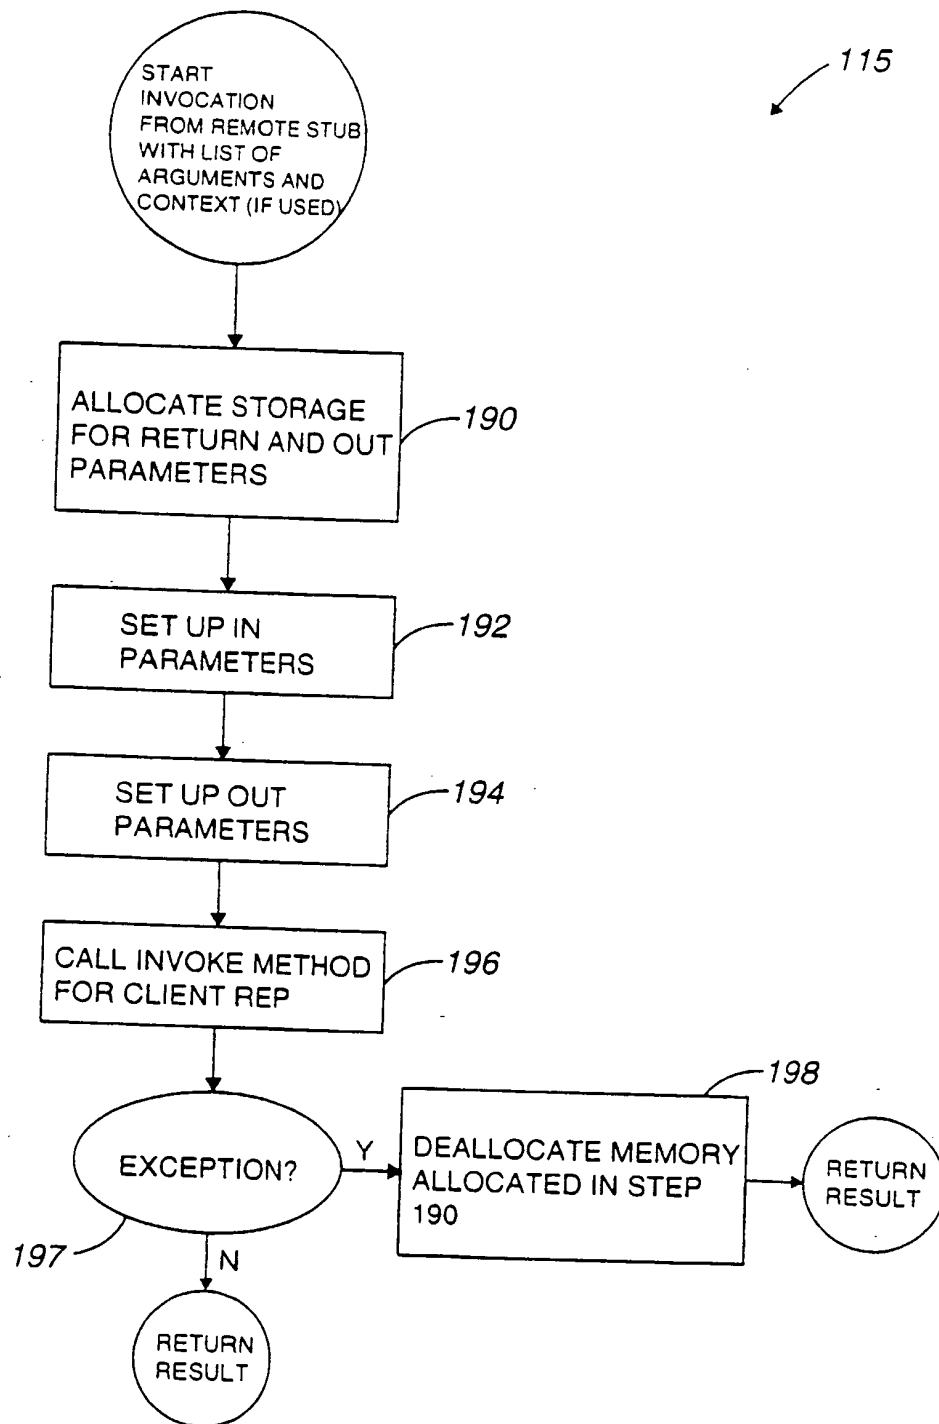 115
START
INVOCATION
FROM REMOTE STUB
WITH LIST OF
ARGUMENTS AND
CONTEXT (IF USED)
ALLOCATE STORAGE
FOR RETURN AND OUT
PARAMETERS
190
SET UP IN
PARAMETERS
192
SET UP OUT
PARAMETERS
194
CALL INVOKE METHOD
FOR CLIENT REP
196
EXCEPTION?
197
Y
N
198
DEALLOCATE MEMORY
ALLOCATED IN STEP
190
RETURN
RESULT
RETURN
RESULT